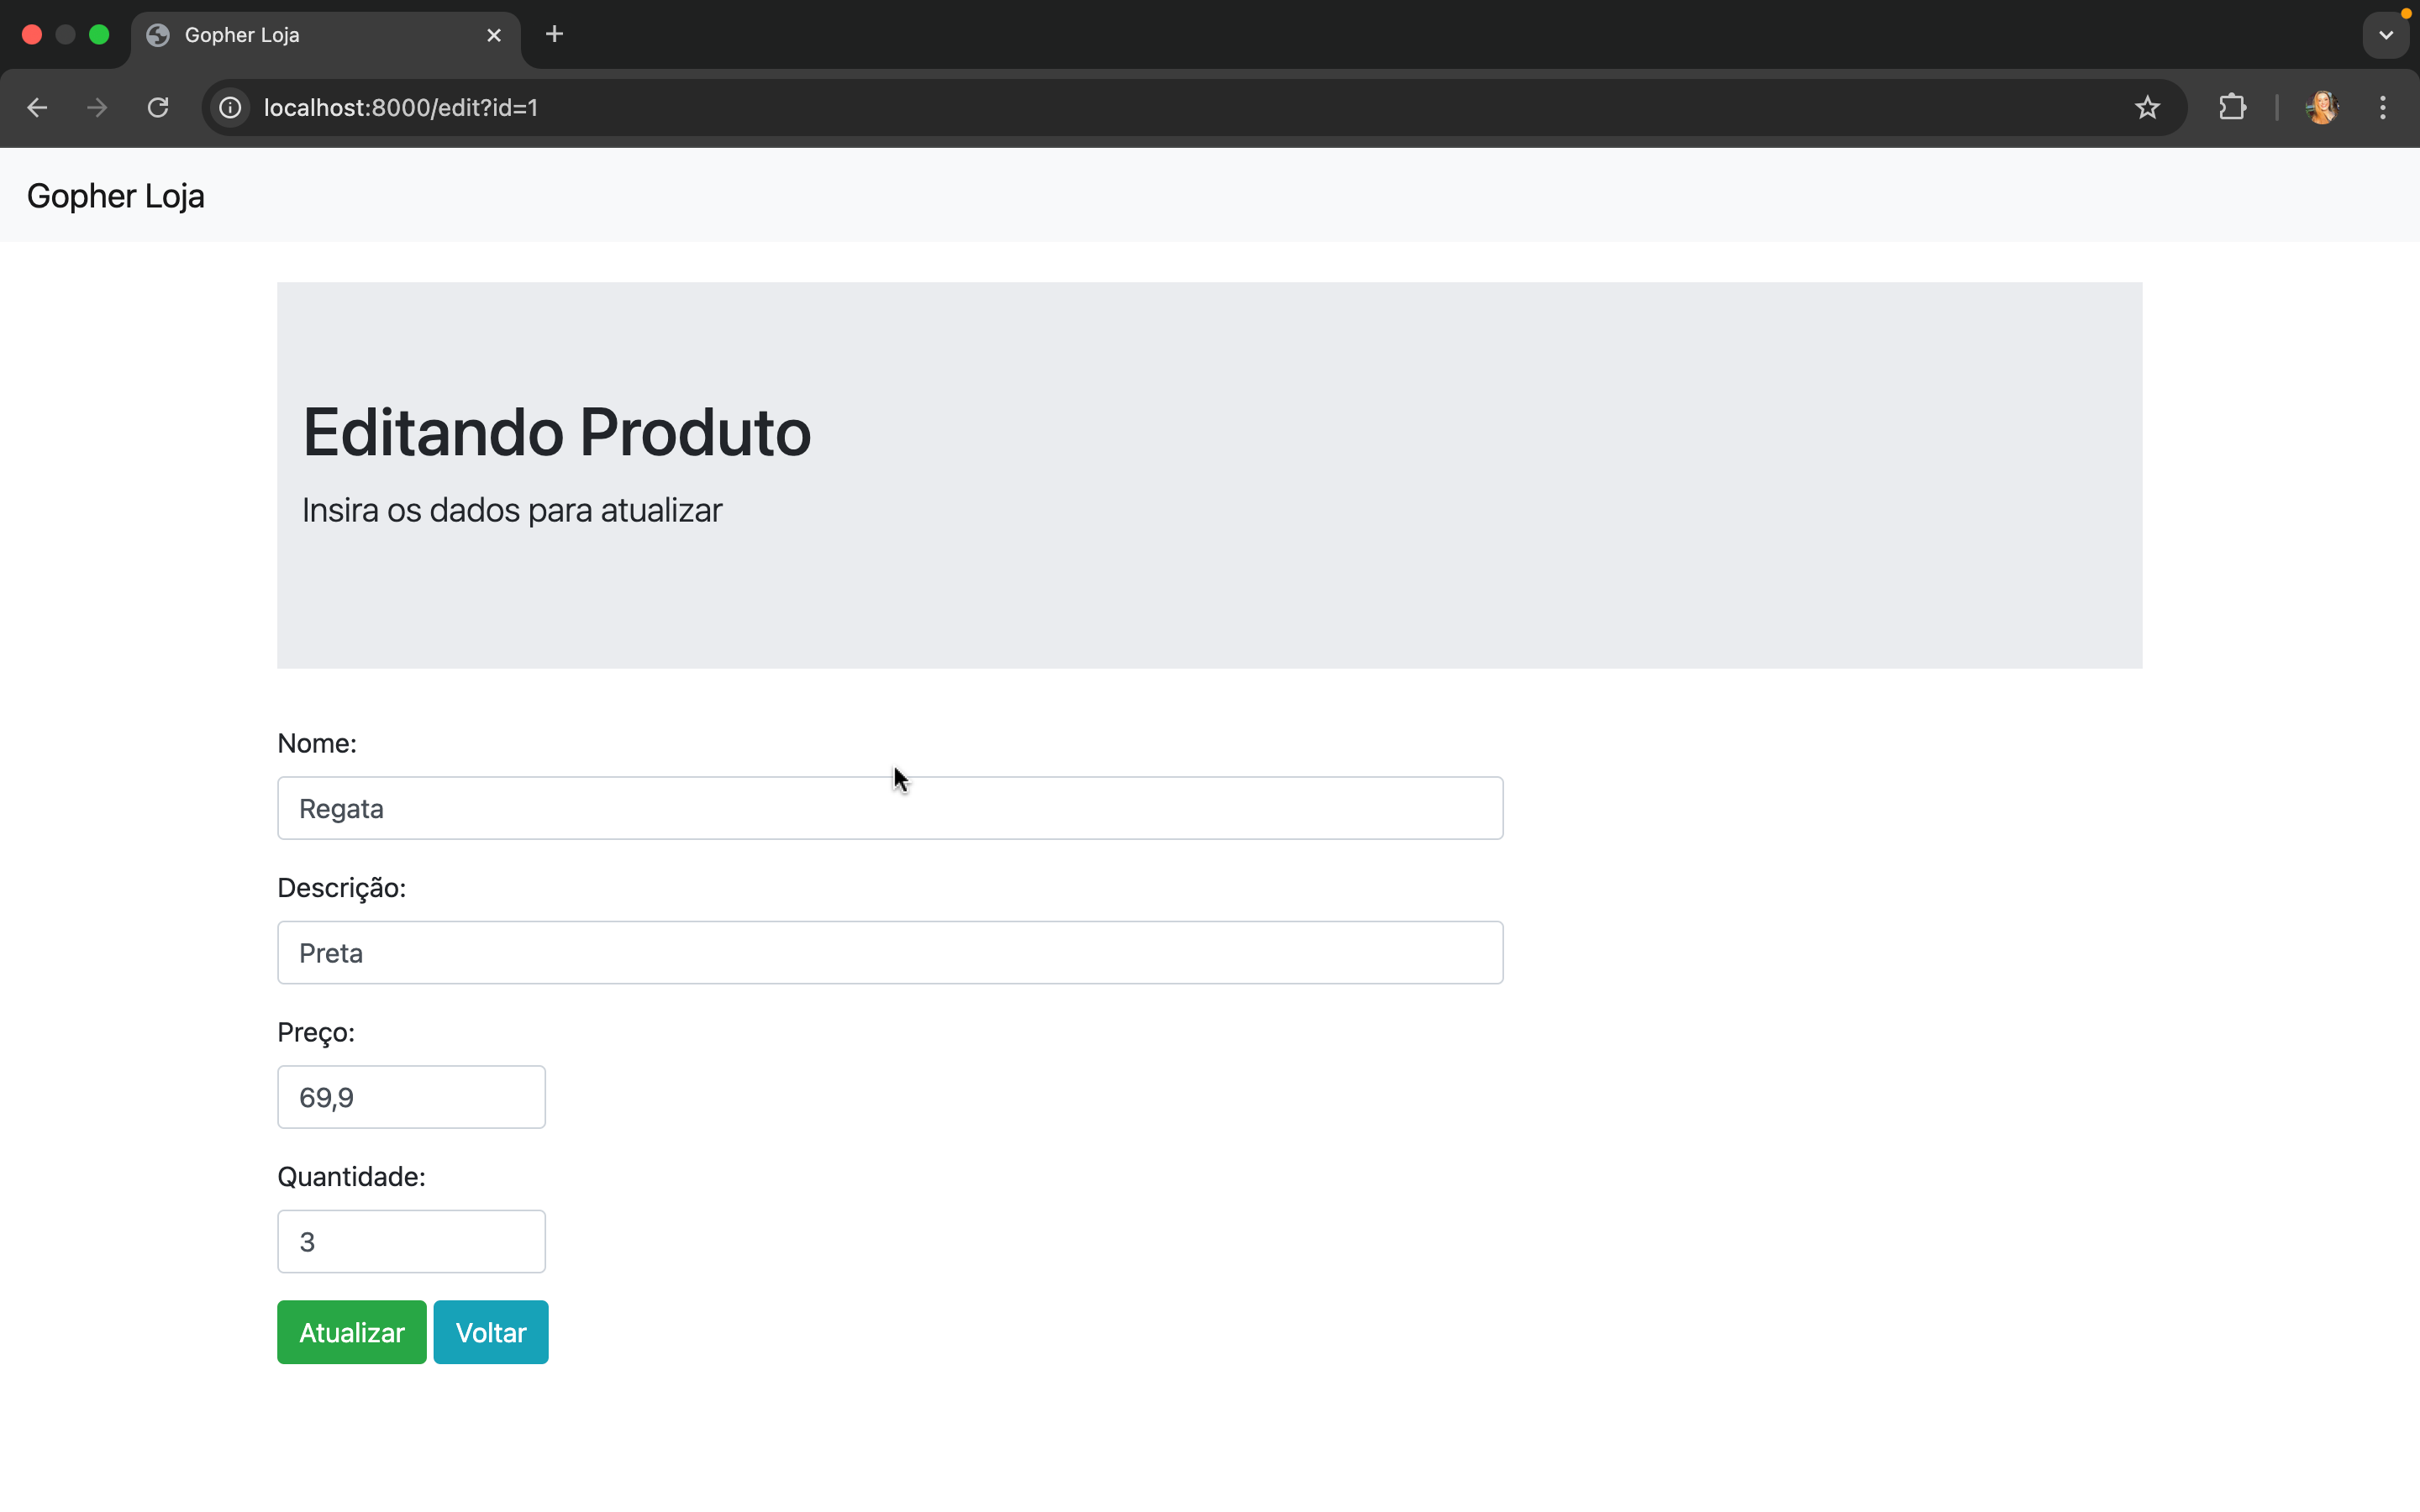 Gopher Loja
localhost:8000/edit?id=1
Gopher Loja
Editando Produto
Insira os dados para atualizar
Nome:
Regata
Descrição:
Preta
Preço:
69,9
Quantidade:
3
Atualizar Voltar